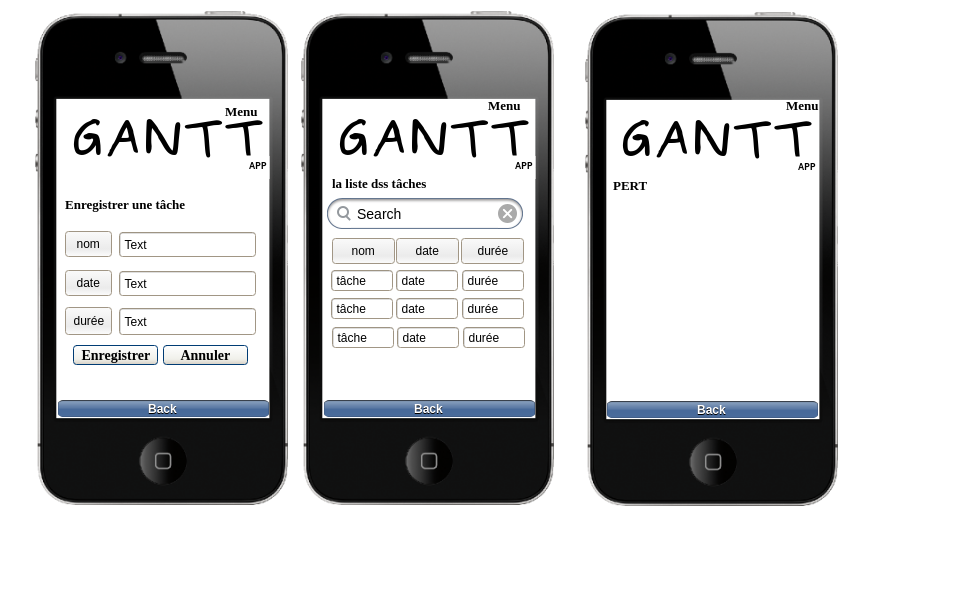 Menu
GANTT
APP
Enregistrer une tâche
nom Text
date Text
durée Text
Enregistrer Annuler
Back
Menu
GANTT
APP
la liste dss tâches
Search
nom date durée
tâche date durée
tâche date durée
tâche date durée
Back
Menu
GANTT
APP
PERT
Back